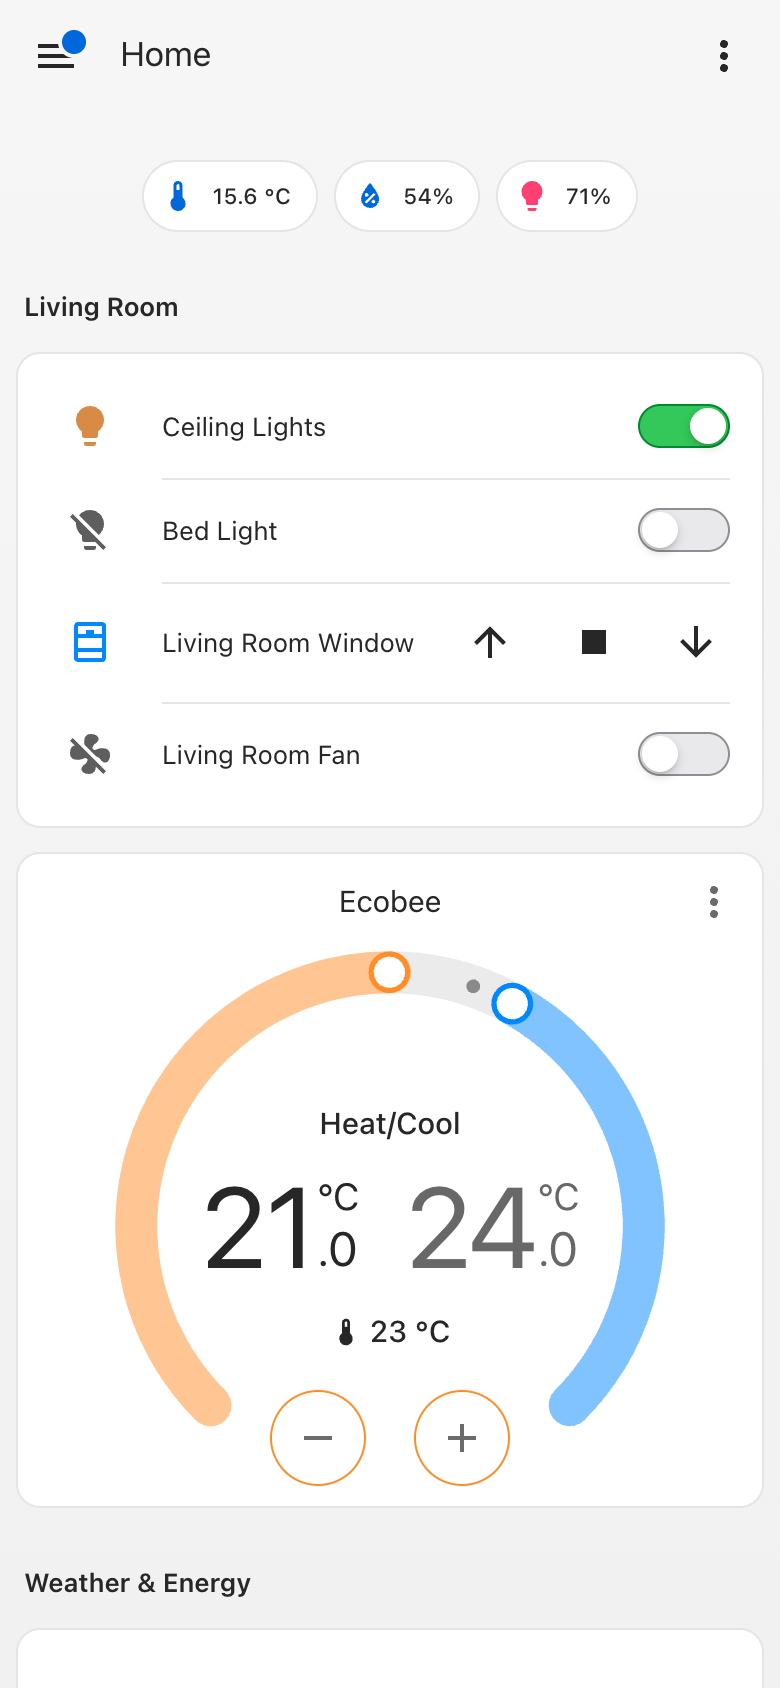 Home
15.6 °C 54% 71%
Living Room
Ceiling Lights
Bed Light
Living Room Window
Living Room Fan
Ecobee
Heat/Cool
21.0 °C 24.0 °C
23 °C
Weather & Energy